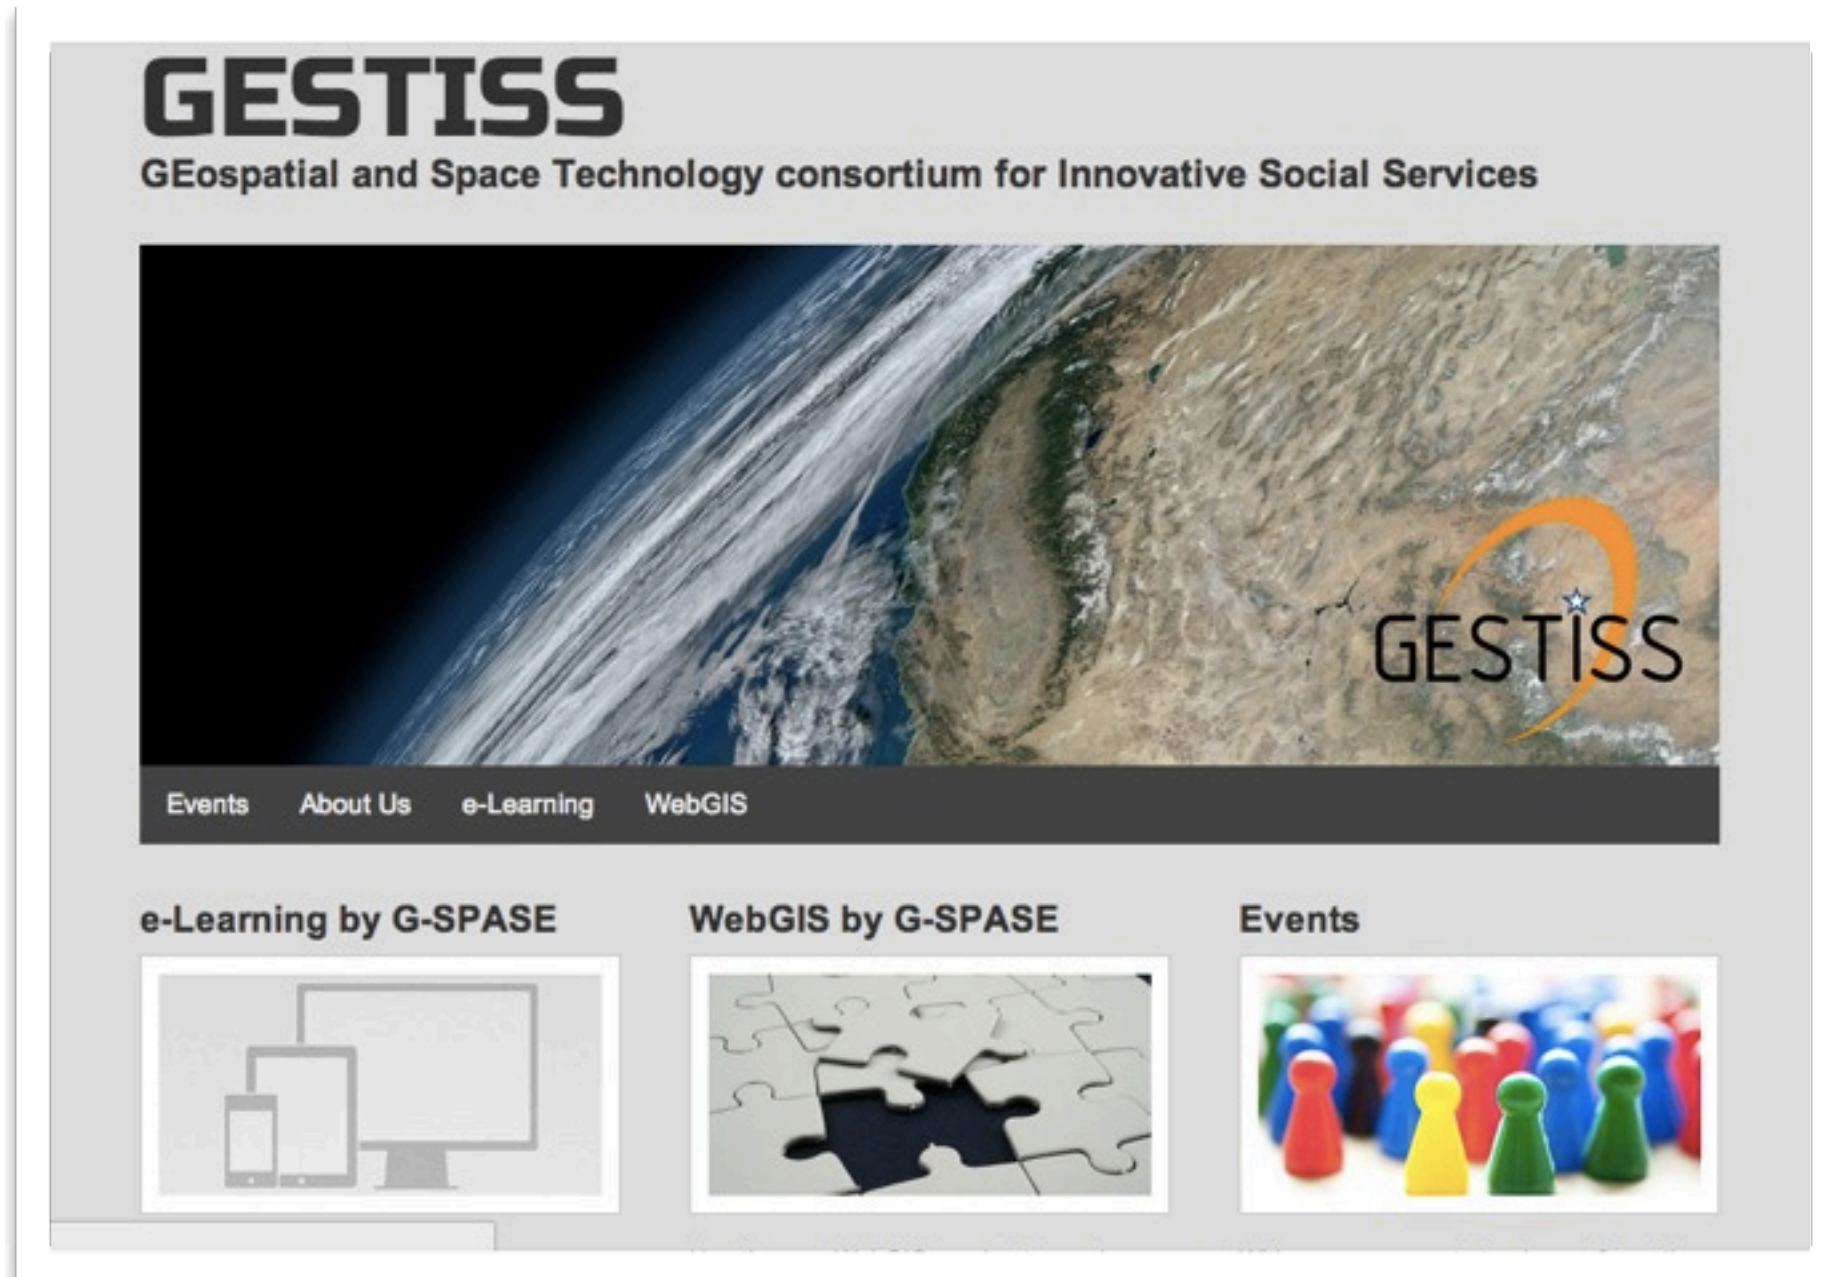 GESTISS
GEospatial and Space Technology consortium for Innovative Social Services
GESTISS
Events About Us e-Learning WebGIS
e-Learning by G-SPASE
WebGIS by G-SPASE
Events